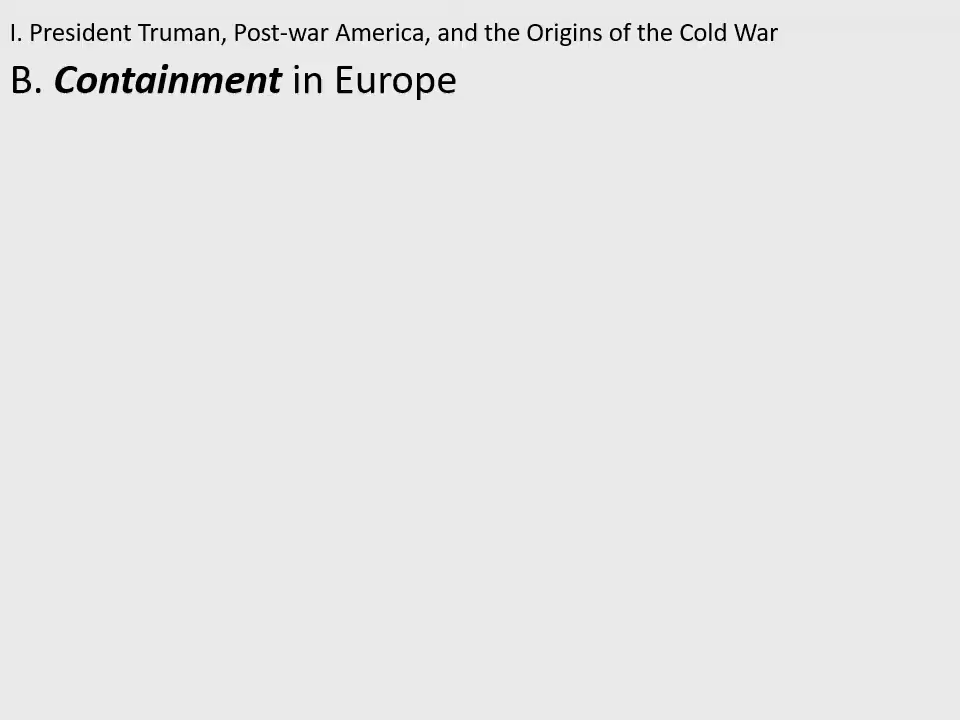 I. President Truman, Post-war America, and the Origins of the Cold War
B. Containment in Europe